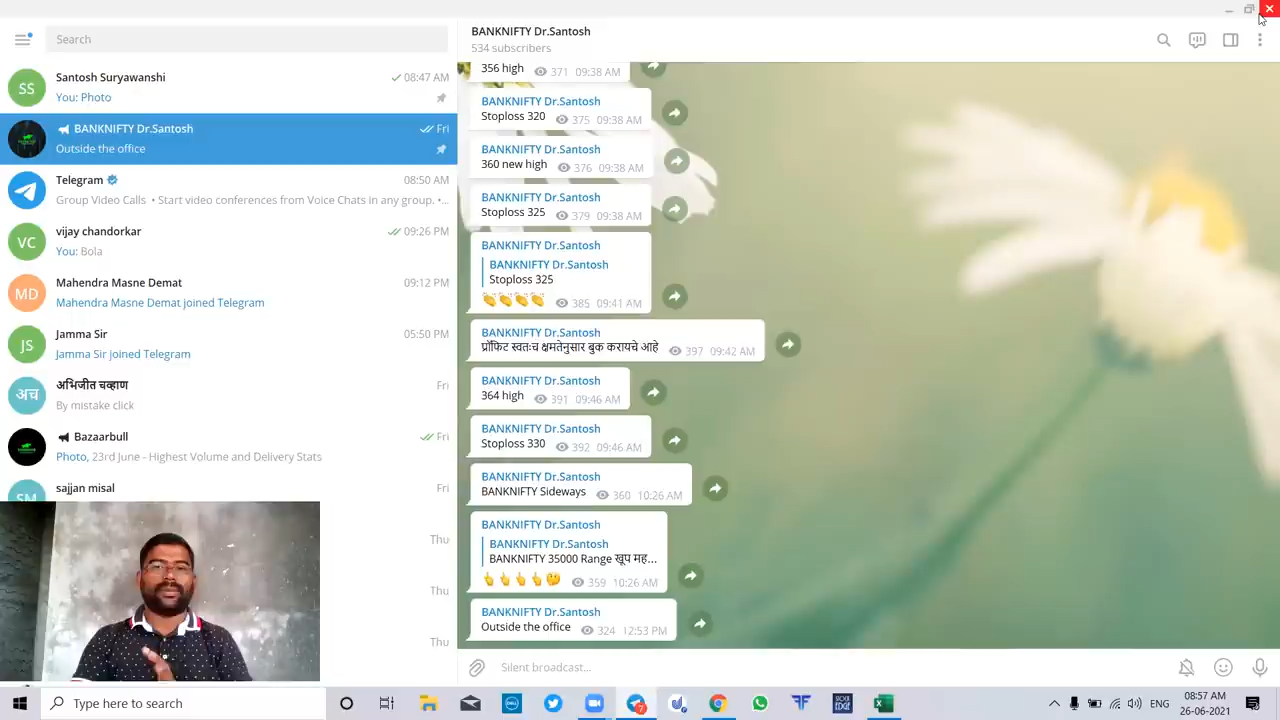 Search
SS
Santosh Suryawanshi
08:47 AM
You: Photo
BANKNIFTY Dr.Santosh
Fri
Outside the office
Telegram
08:50 AM
Group Video Calls • Start video conferences from Voice Chats in any group. •...
VC
vijay chandorkar
09:26 PM
You: Bola
MD
Mahendra Masne Demat
09:12 PM
Mahendra Masne Demat joined Telegram
JS
Jamma Sir
05:50 PM
Jamma Sir joined Telegram
अच
अभिजीत चव्हाण
Fri
By mistake click
Bazaarbull
Fri
Photo, 23rd June - Highest Volume and Delivery Stats
SM
sajjan misal
Fri
Thu
Thu
Thu
BANKNIFTY Dr.Santosh
534 subscribers
356 high 371 09:38 AM
BANKNIFTY Dr.Santosh
Stoploss 320 375 09:38 AM
BANKNIFTY Dr.Santosh
360 new high 376 09:38 AM
BANKNIFTY Dr.Santosh
Stoploss 325 379 09:38 AM
BANKNIFTY Dr.Santosh
BANKNIFTY Dr.Santosh
Stoploss 325
👏👏👏👏 385 09:41 AM
BANKNIFTY Dr.Santosh
प्रॉफिट स्वतःच क्षमतेनुसार बुक करायचे आहे 397 09:42 AM
BANKNIFTY Dr.Santosh
364 high 391 09:46 AM
BANKNIFTY Dr.Santosh
Stoploss 330 392 09:46 AM
BANKNIFTY Dr.Santosh
BANKNIFTY Sideways 360 10:26 AM
BANKNIFTY Dr.Santosh
BANKNIFTY Dr.Santosh
BANKNIFTY 35000 Range खूप मह...
👆👆👆👆🤔 359 10:26 AM
BANKNIFTY Dr.Santosh
Outside the office 324 12:53 PM
Silent broadcast...
Type here to search
DELL
7
ENG
08:57 AM
26-06-2021